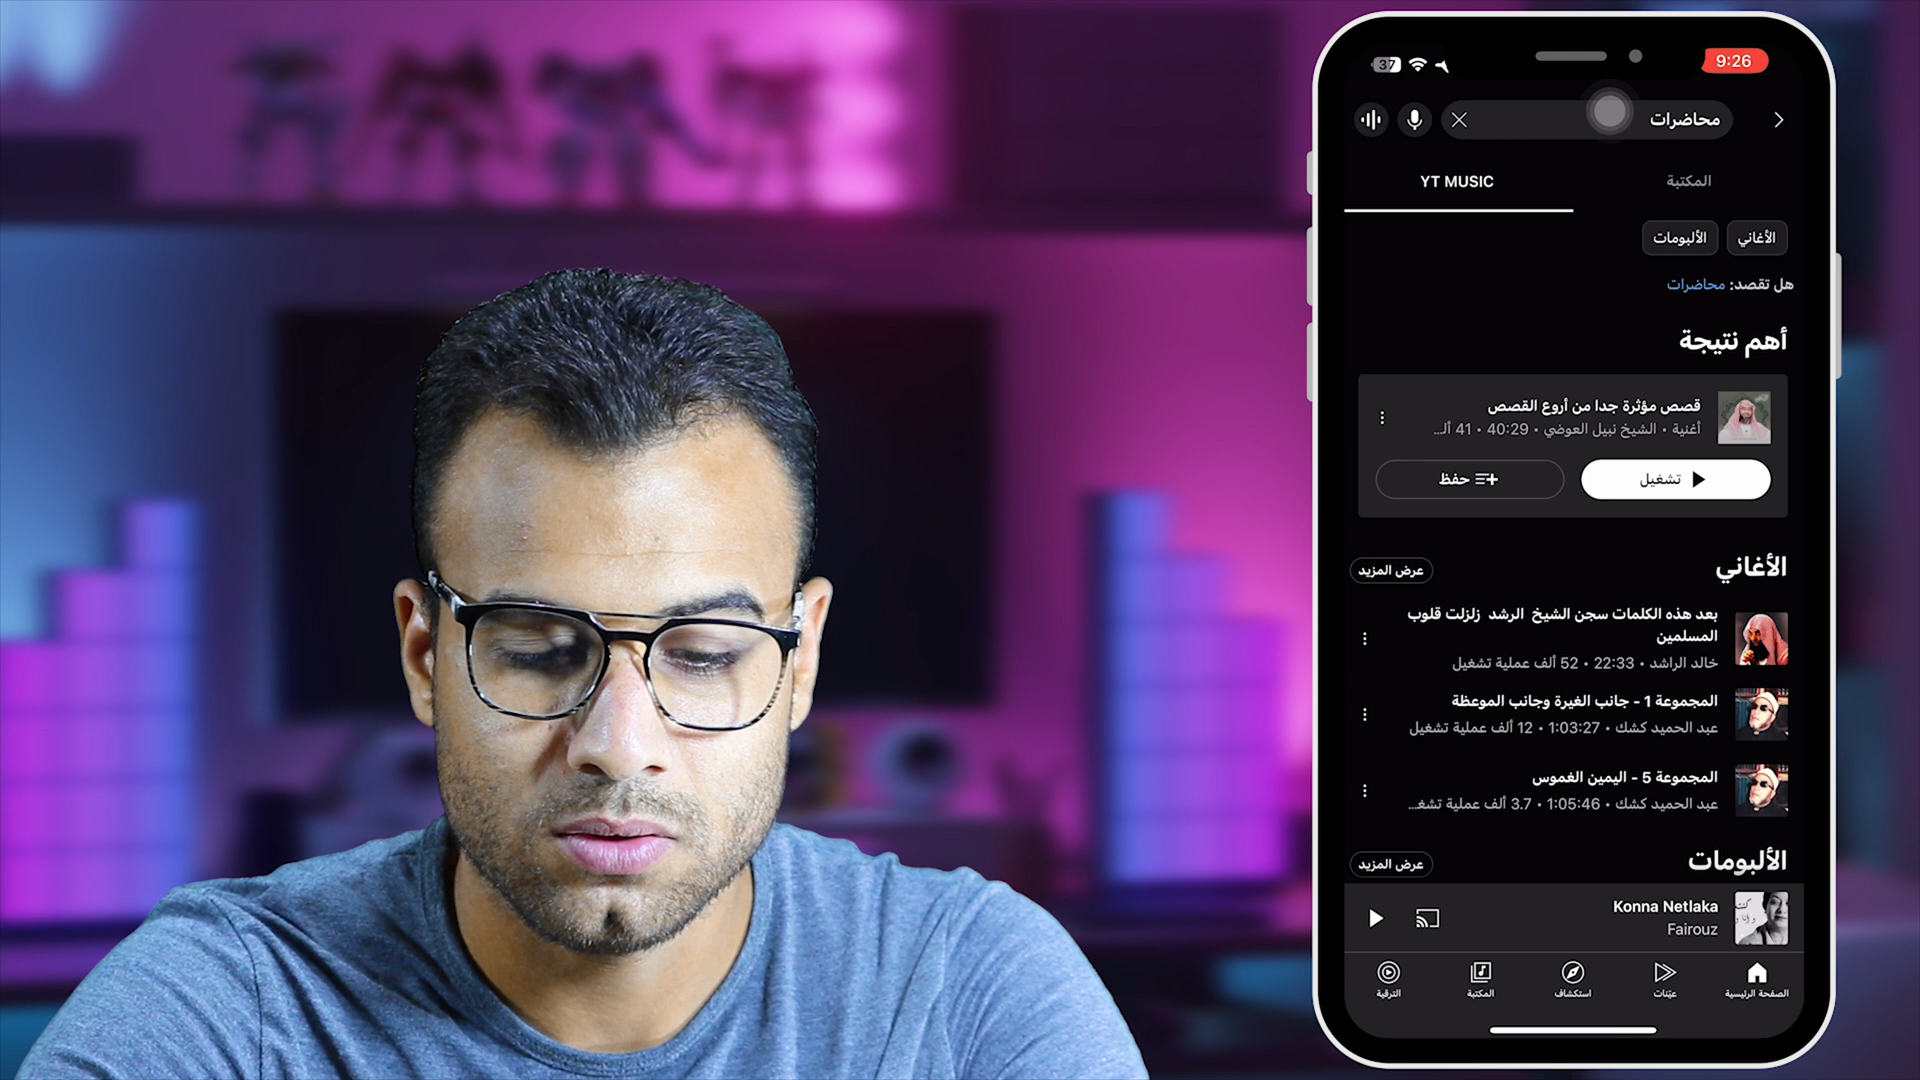 37
9:26
محاضرات
المكتبة
YT MUSIC
الأغاني
الألبومات
هل تقصد: محاضرات
أهم نتيجة
قصص مؤثرة جدا من أروع القصص
أغنية • الشيخ نبيل العوضي • 40:29 • 41 أل...
تشغيل
حفظ
الأغاني
عرض المزيد
بعد هذه الكلمات سجن الشيخ الرشد زلزلت قلوب
المسلمين
خالد الراشد • 22:33 • 52 ألف عملية تشغيل
المجموعة 1 - جانب الغيرة وجانب الموعظة
عبد الحميد كشك • 1:03:27 • 12 ألف عملية تشغيل
المجموعة 5 - اليمين الغموس
عبد الحميد كشك • 1:05:46 • 3.7 ألف عملية تشغ...
الألبومات
عرض المزيد
Konna Netlaka
Fairouz
الصفحة الرئيسية
عيّنات
استكشاف
المكتبة
الترقية